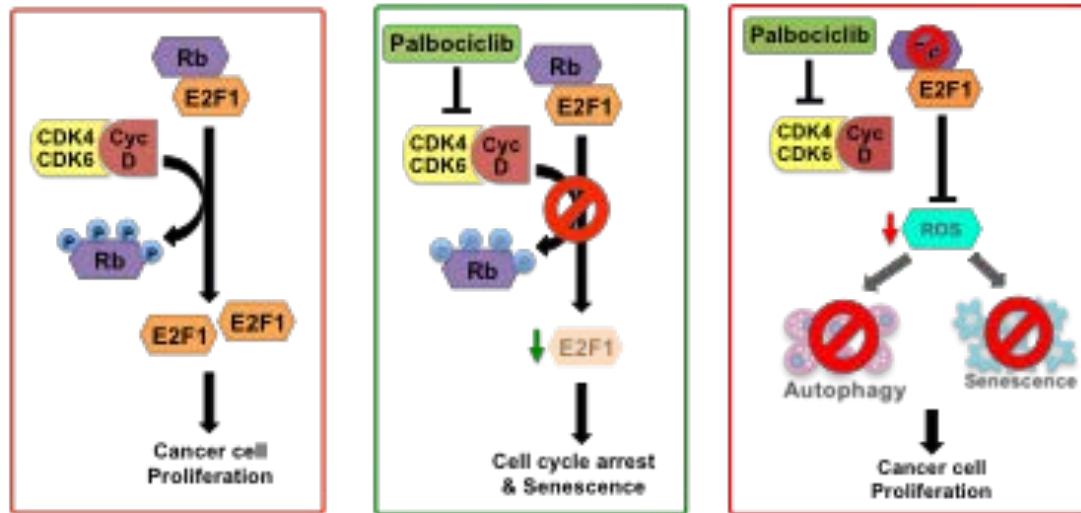 Rb
E2F1
CDK4
CDK6
Cyc
D
P P P P
Rb
E2F1
E2F1
Cancer cell
Proliferation
Palbociclib
Rb
E2F1
CDK4
CDK6
Cyc
D
Rb
E2F1
Cell cycle arrest
& Senescence
Palbociclib
E2F1
CDK4
CDK6
Cyc
D
ROS
Autophagy
Senescence
Cancer cell
Proliferation